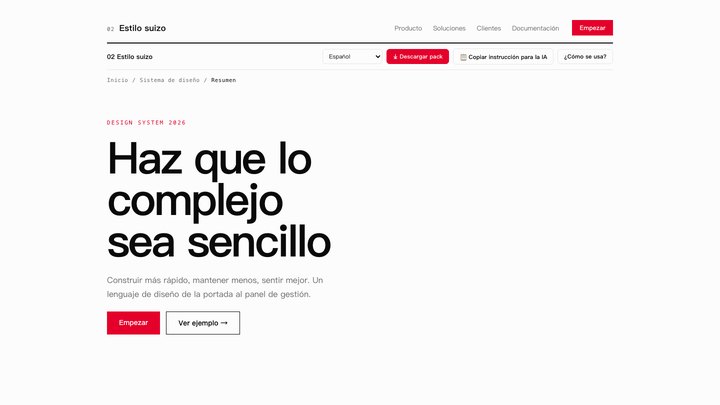 02 Estilo suizo
Producto Soluciones Clientes Documentación Empezar
02 Estilo suizo
Español Descargar pack Copiar instrucción para la IA ¿Cómo se usa?
Inicio / Sistema de diseño / Resumen
DESIGN SYSTEM 2026
Haz que lo
complejo
sea sencillo
Construir más rápido, mantener menos, sentir mejor. Un
lenguaje de diseño de la portada al panel de gestión.
Empezar Ver ejemplo →